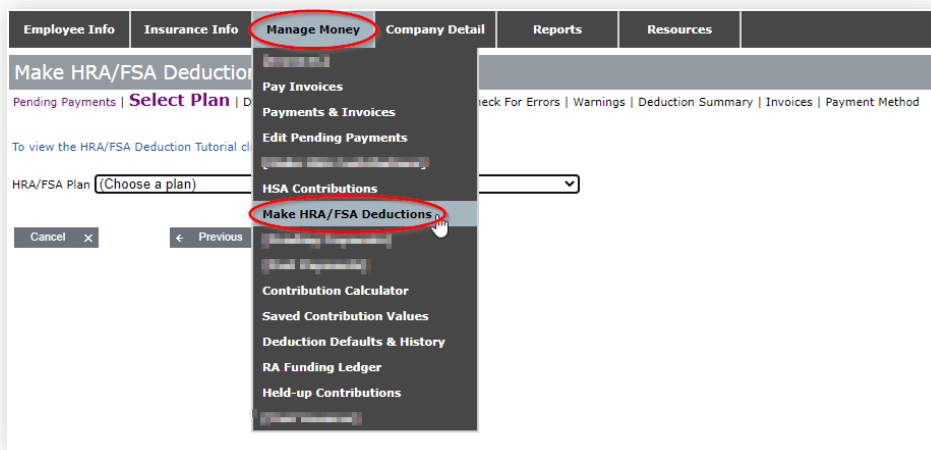 Employee Info Insurance Info Manage Money Company Detail Reports Resources
Make HRA/FSA Deduction
Pending Payments | Select Plan | D
eck For Errors | Warnings | Deduction Summary | Invoices | Payment Method
To view the HRA/FSA Deduction Tutorial cl
HRA/FSA Plan (Choose a plan)
Cancel x ← Previous
Pay Invoices
Payments & Invoices
Edit Pending Payments
HSA Contributions
Make HRA/FSA Deductions
Contribution Calculator
Saved Contribution Values
Deduction Defaults & History
RA Funding Ledger
Held-up Contributions